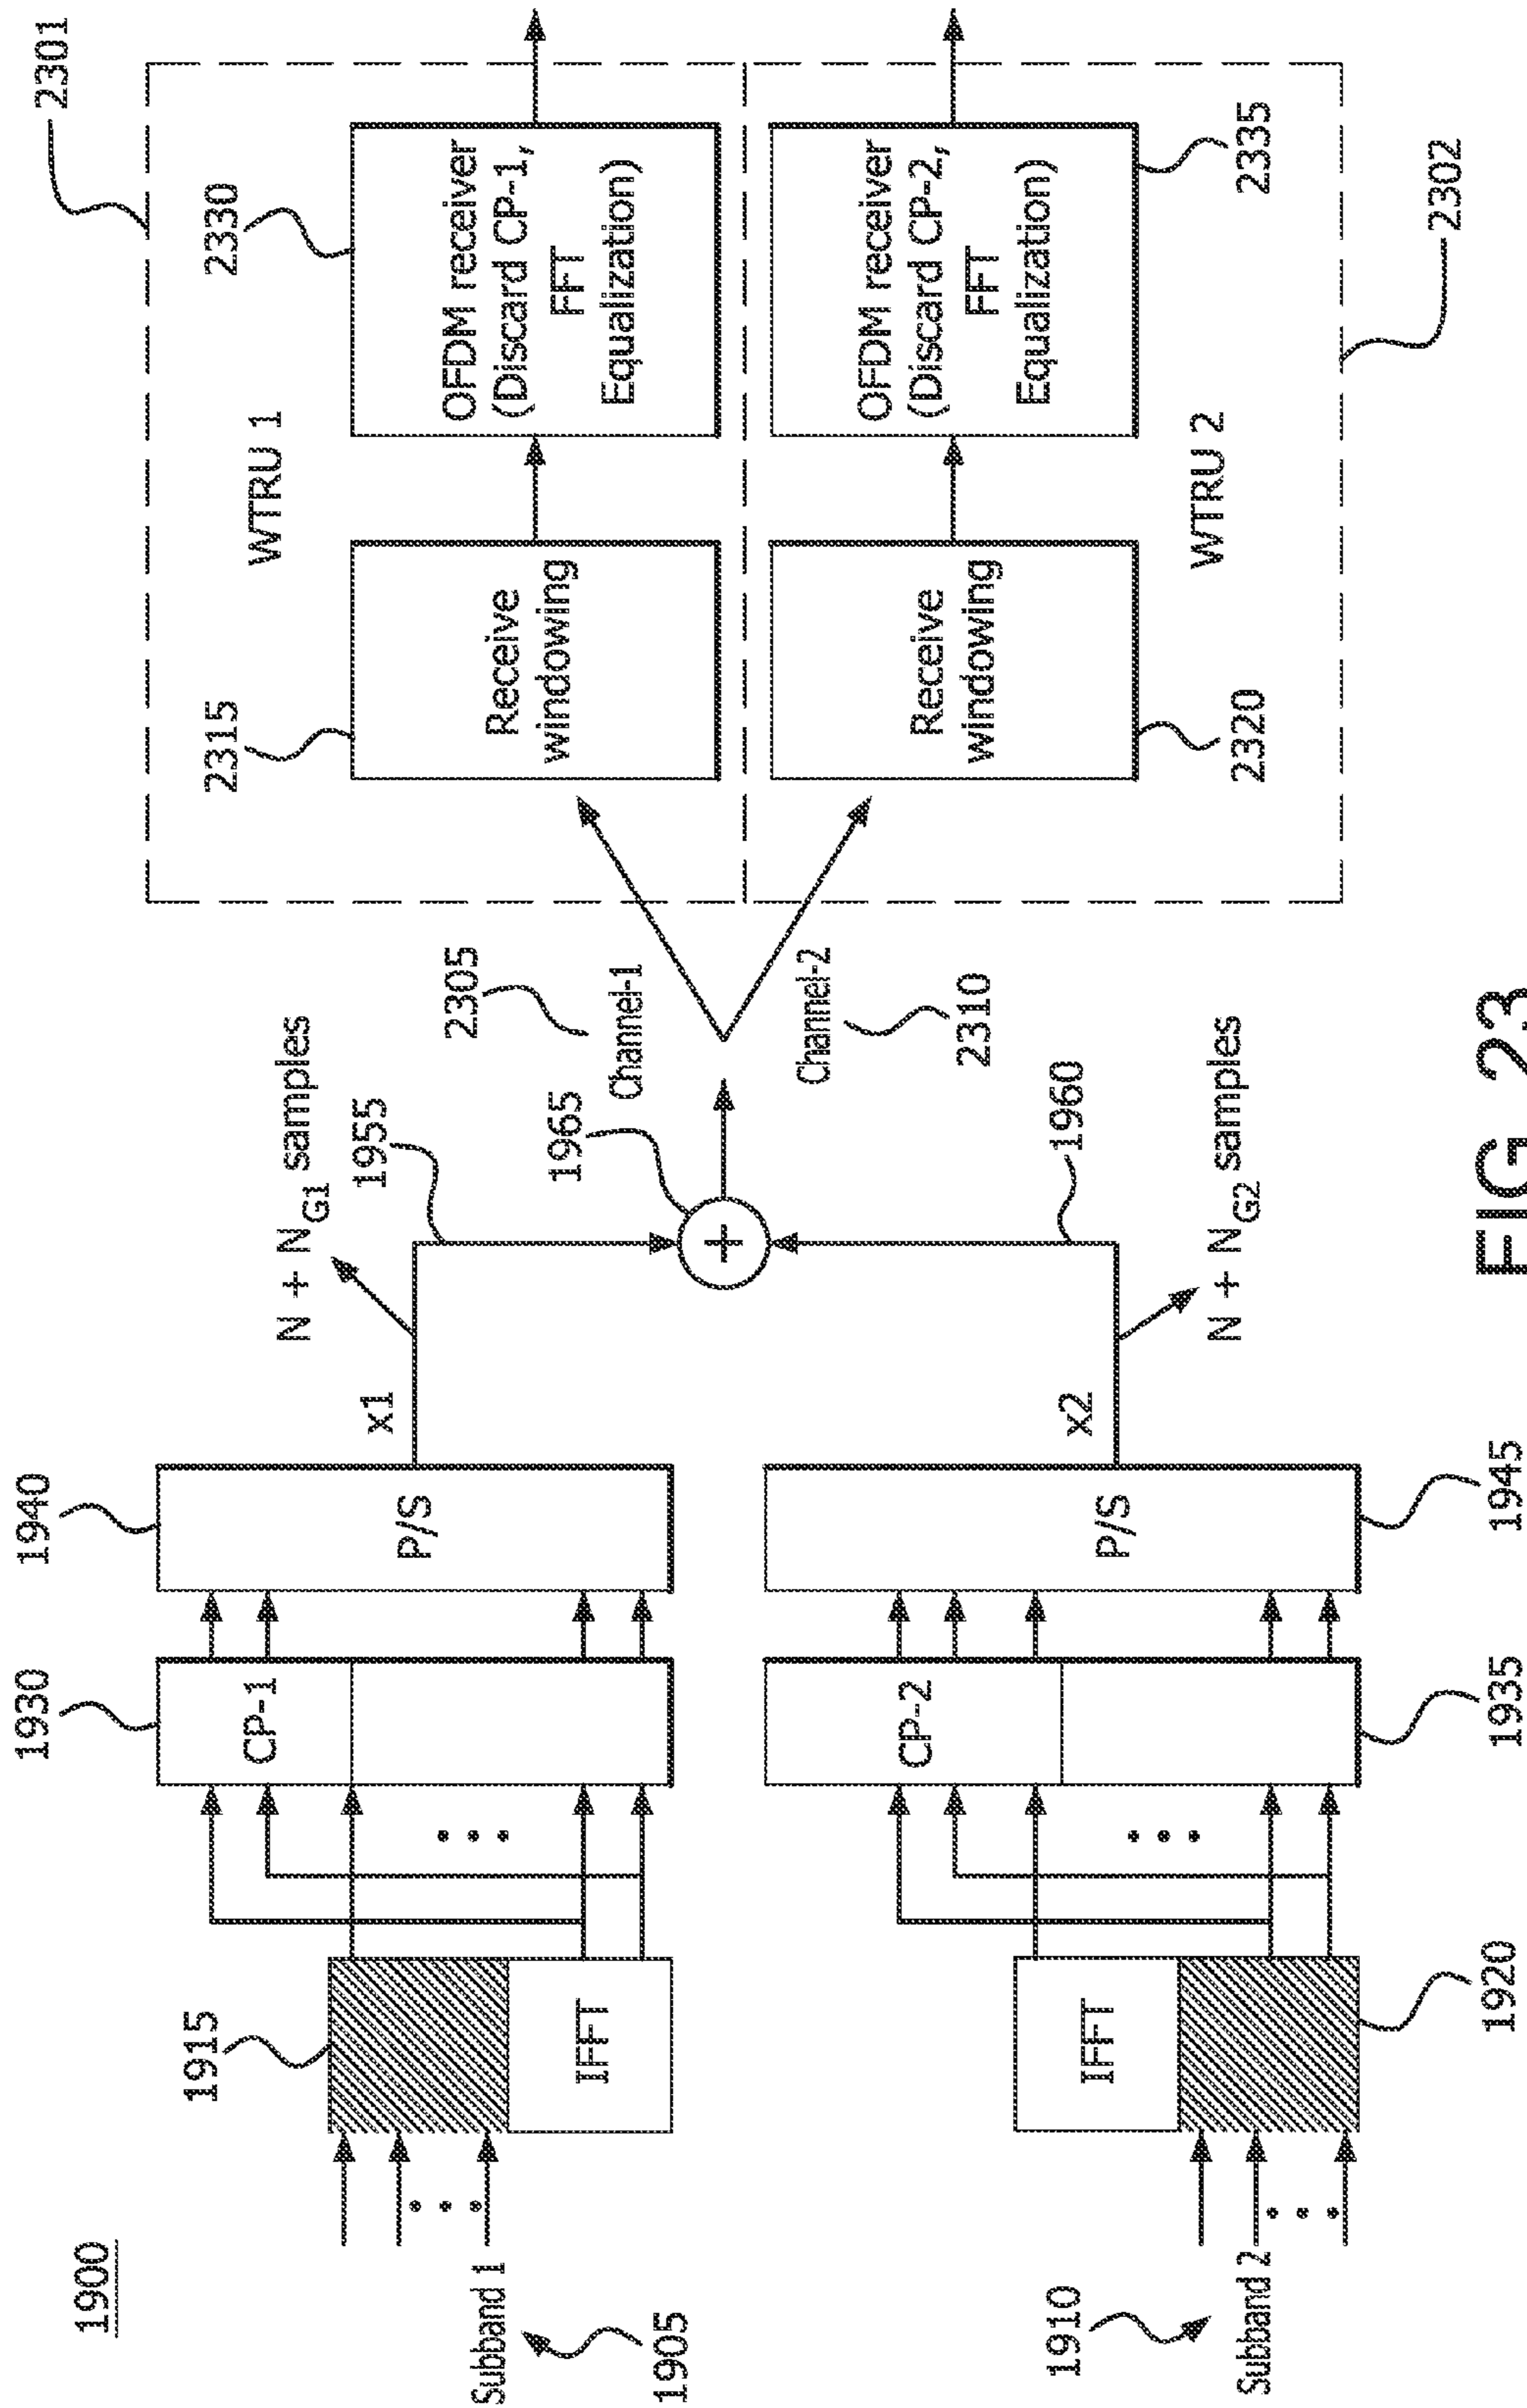 1900
Subband 1
1905
1910
Subband 2
1915
IFFT
IFFT
1920
1930
CP-1
CP-2
1935
1940
P/S
P/S
1945
x1
x2
N + NG1 samples
1955
1965
+
1960
N + NG2 samples
2305
Channel-1
Channel-2
2310
2301
WTRU 1
2315
Receive
windowing
2330
OFDM receiver
(Discard CP-1,
FFT
Equalization)
Receive
windowing
2320
OFDM receiver
(Discard CP-2,
FFT
Equalization)
2335
WTRU 2
2302
FIG. 23